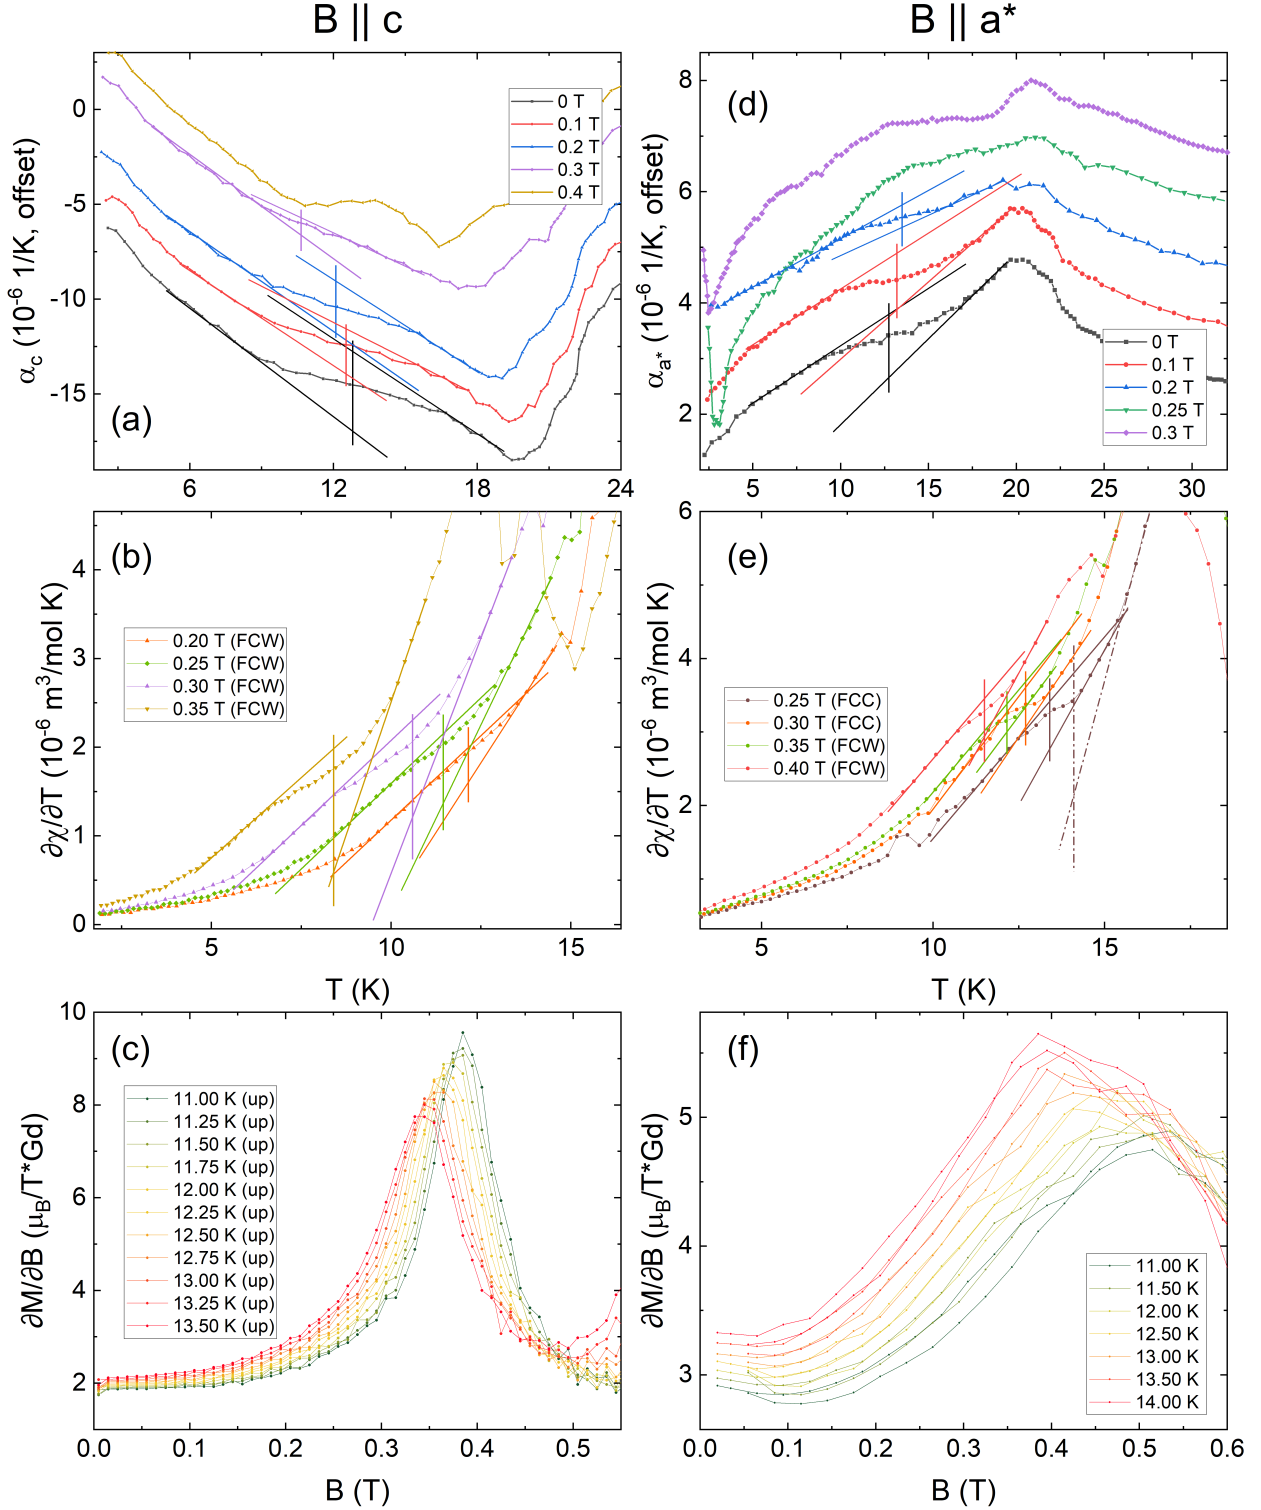 B || c
B || a*
α_c (10^-6 1/K, offset)
0
-5
-10
-15
0 T
0.1 T
0.2 T
0.3 T
0.4 T
(a)
6
12
18
24
α_a* (10^-6 1/K, offset)
8
6
4
2
(d)
0 T
0.1 T
0.2 T
0.25 T
0.3 T
5
10
15
20
25
30
∂χ/∂T (10^-6 m^3/mol K)
4
3
2
1
0
(b)
0.20 T (FCW)
0.25 T (FCW)
0.30 T (FCW)
0.35 T (FCW)
5
10
15
T (K)
∂χ/∂T (10^-6 m^3/mol K)
6
4
2
(e)
0.25 T (FCC)
0.30 T (FCC)
0.35 T (FCW)
0.40 T (FCW)
5
10
15
T (K)
∂M/∂B (μ_B/T*Gd)
10
8
6
4
2
(c)
11.00 K (up)
11.25 K (up)
11.50 K (up)
11.75 K (up)
12.00 K (up)
12.25 K (up)
12.50 K (up)
12.75 K (up)
13.00 K (up)
13.25 K (up)
13.50 K (up)
0.0
0.1
0.2
0.3
0.4
0.5
B (T)
∂M/∂B (μ_B/T*Gd)
5
4
3
(f)
11.00 K
11.50 K
12.00 K
12.50 K
13.00 K
13.50 K
14.00 K
0.0
0.1
0.2
0.3
0.4
0.5
0.6
B (T)